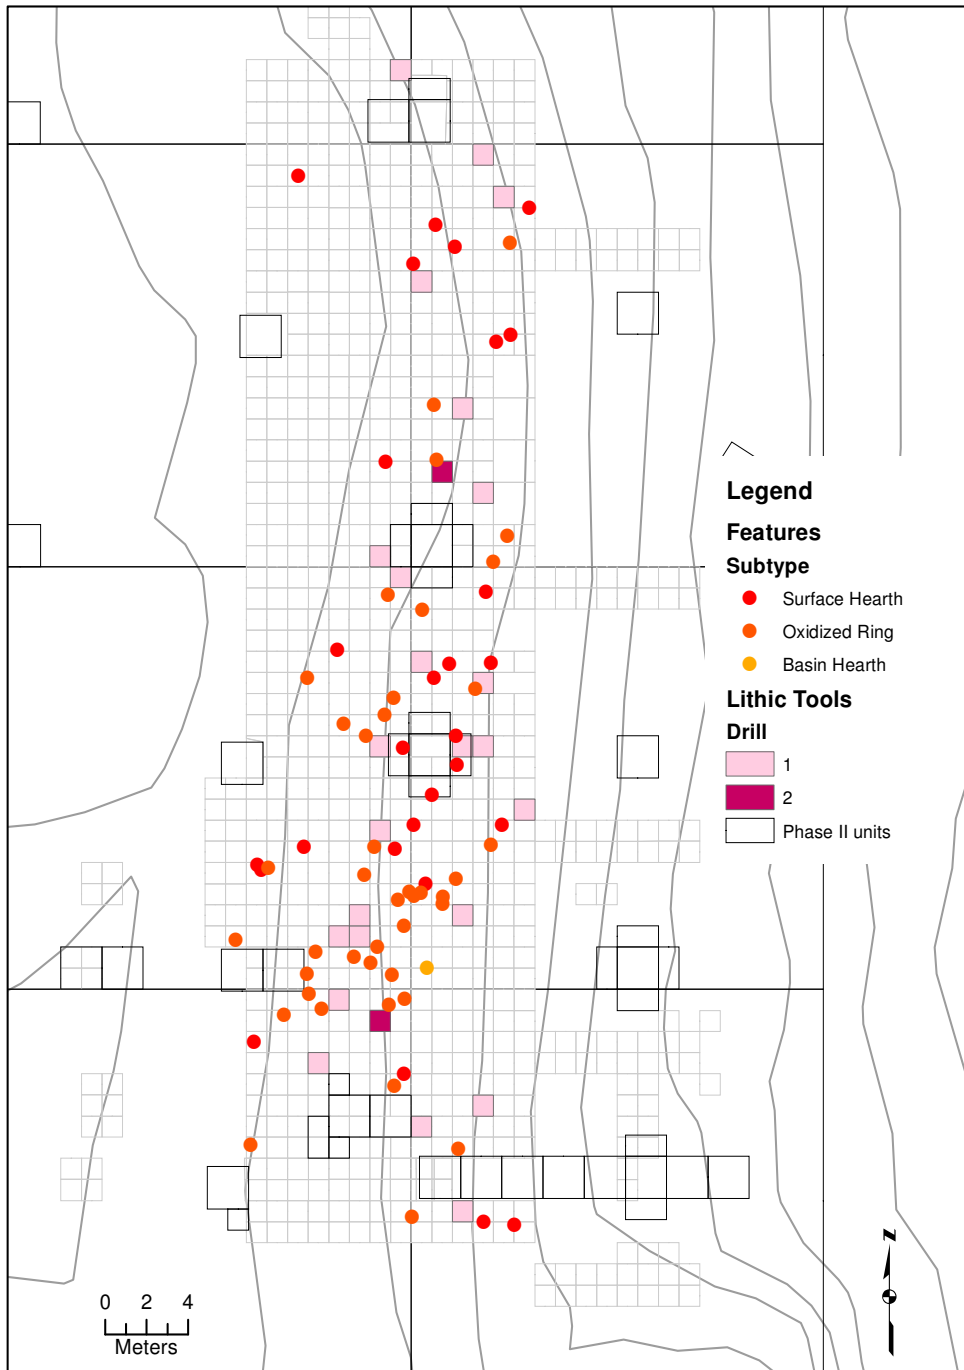 Legend
Features
Subtype
Surface Hearth
Oxidized Ring
Basin Hearth
Lithic Tools
Drill
1
2
Phase II units
z
0 2 4
Meters